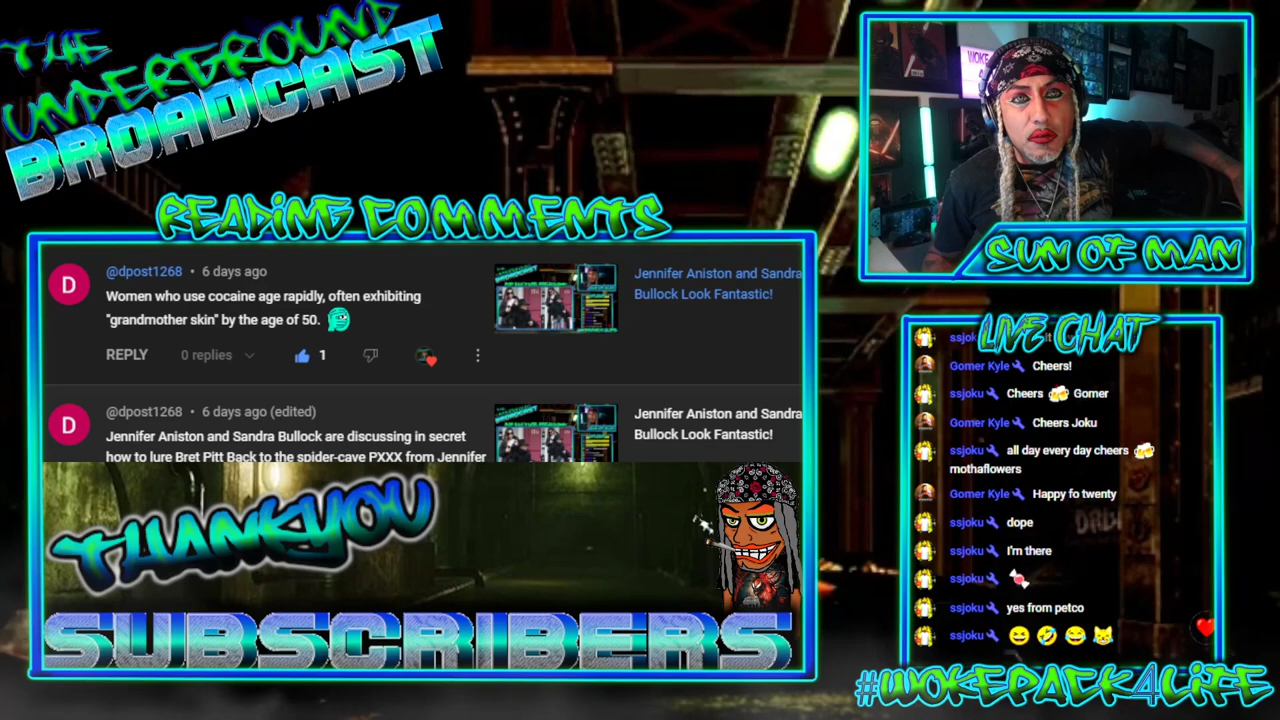 THE
UNDERGROUND
BROADCAST
READING COMMENTS
@dpost1268 • 6 days ago
Women who use cocaine age rapidly, often exhibiting
"grandmother skin" by the age of 50.
REPLY 0 replies 1
Jennifer Aniston and Sandra
Bullock Look Fantastic!
@dpost1268 • 6 days ago (edited)
Jennifer Aniston and Sandra Bullock are discussing in secret
how to lure Bret Pitt Back to the spider-cave PXXX from Jennifer
Jennifer Aniston and Sandra
Bullock Look Fantastic!
THANKYOU
SUBSCRIBERS
WOKE
SUN OF MAN
LIVE CHAT
Gomer Kyle Cheers!
ssjoku Cheers 🍻 Gomer
Gomer Kyle Cheers Joku
ssjoku all day every day cheers 🍻
mothaflowers
Gomer Kyle Happy fo twenty
ssjoku dope
ssjoku I'm there
ssjoku 🍬
ssjoku yes from petco
ssjoku 😆 🤣 😂 😹
#WOKEPACK4LIFE